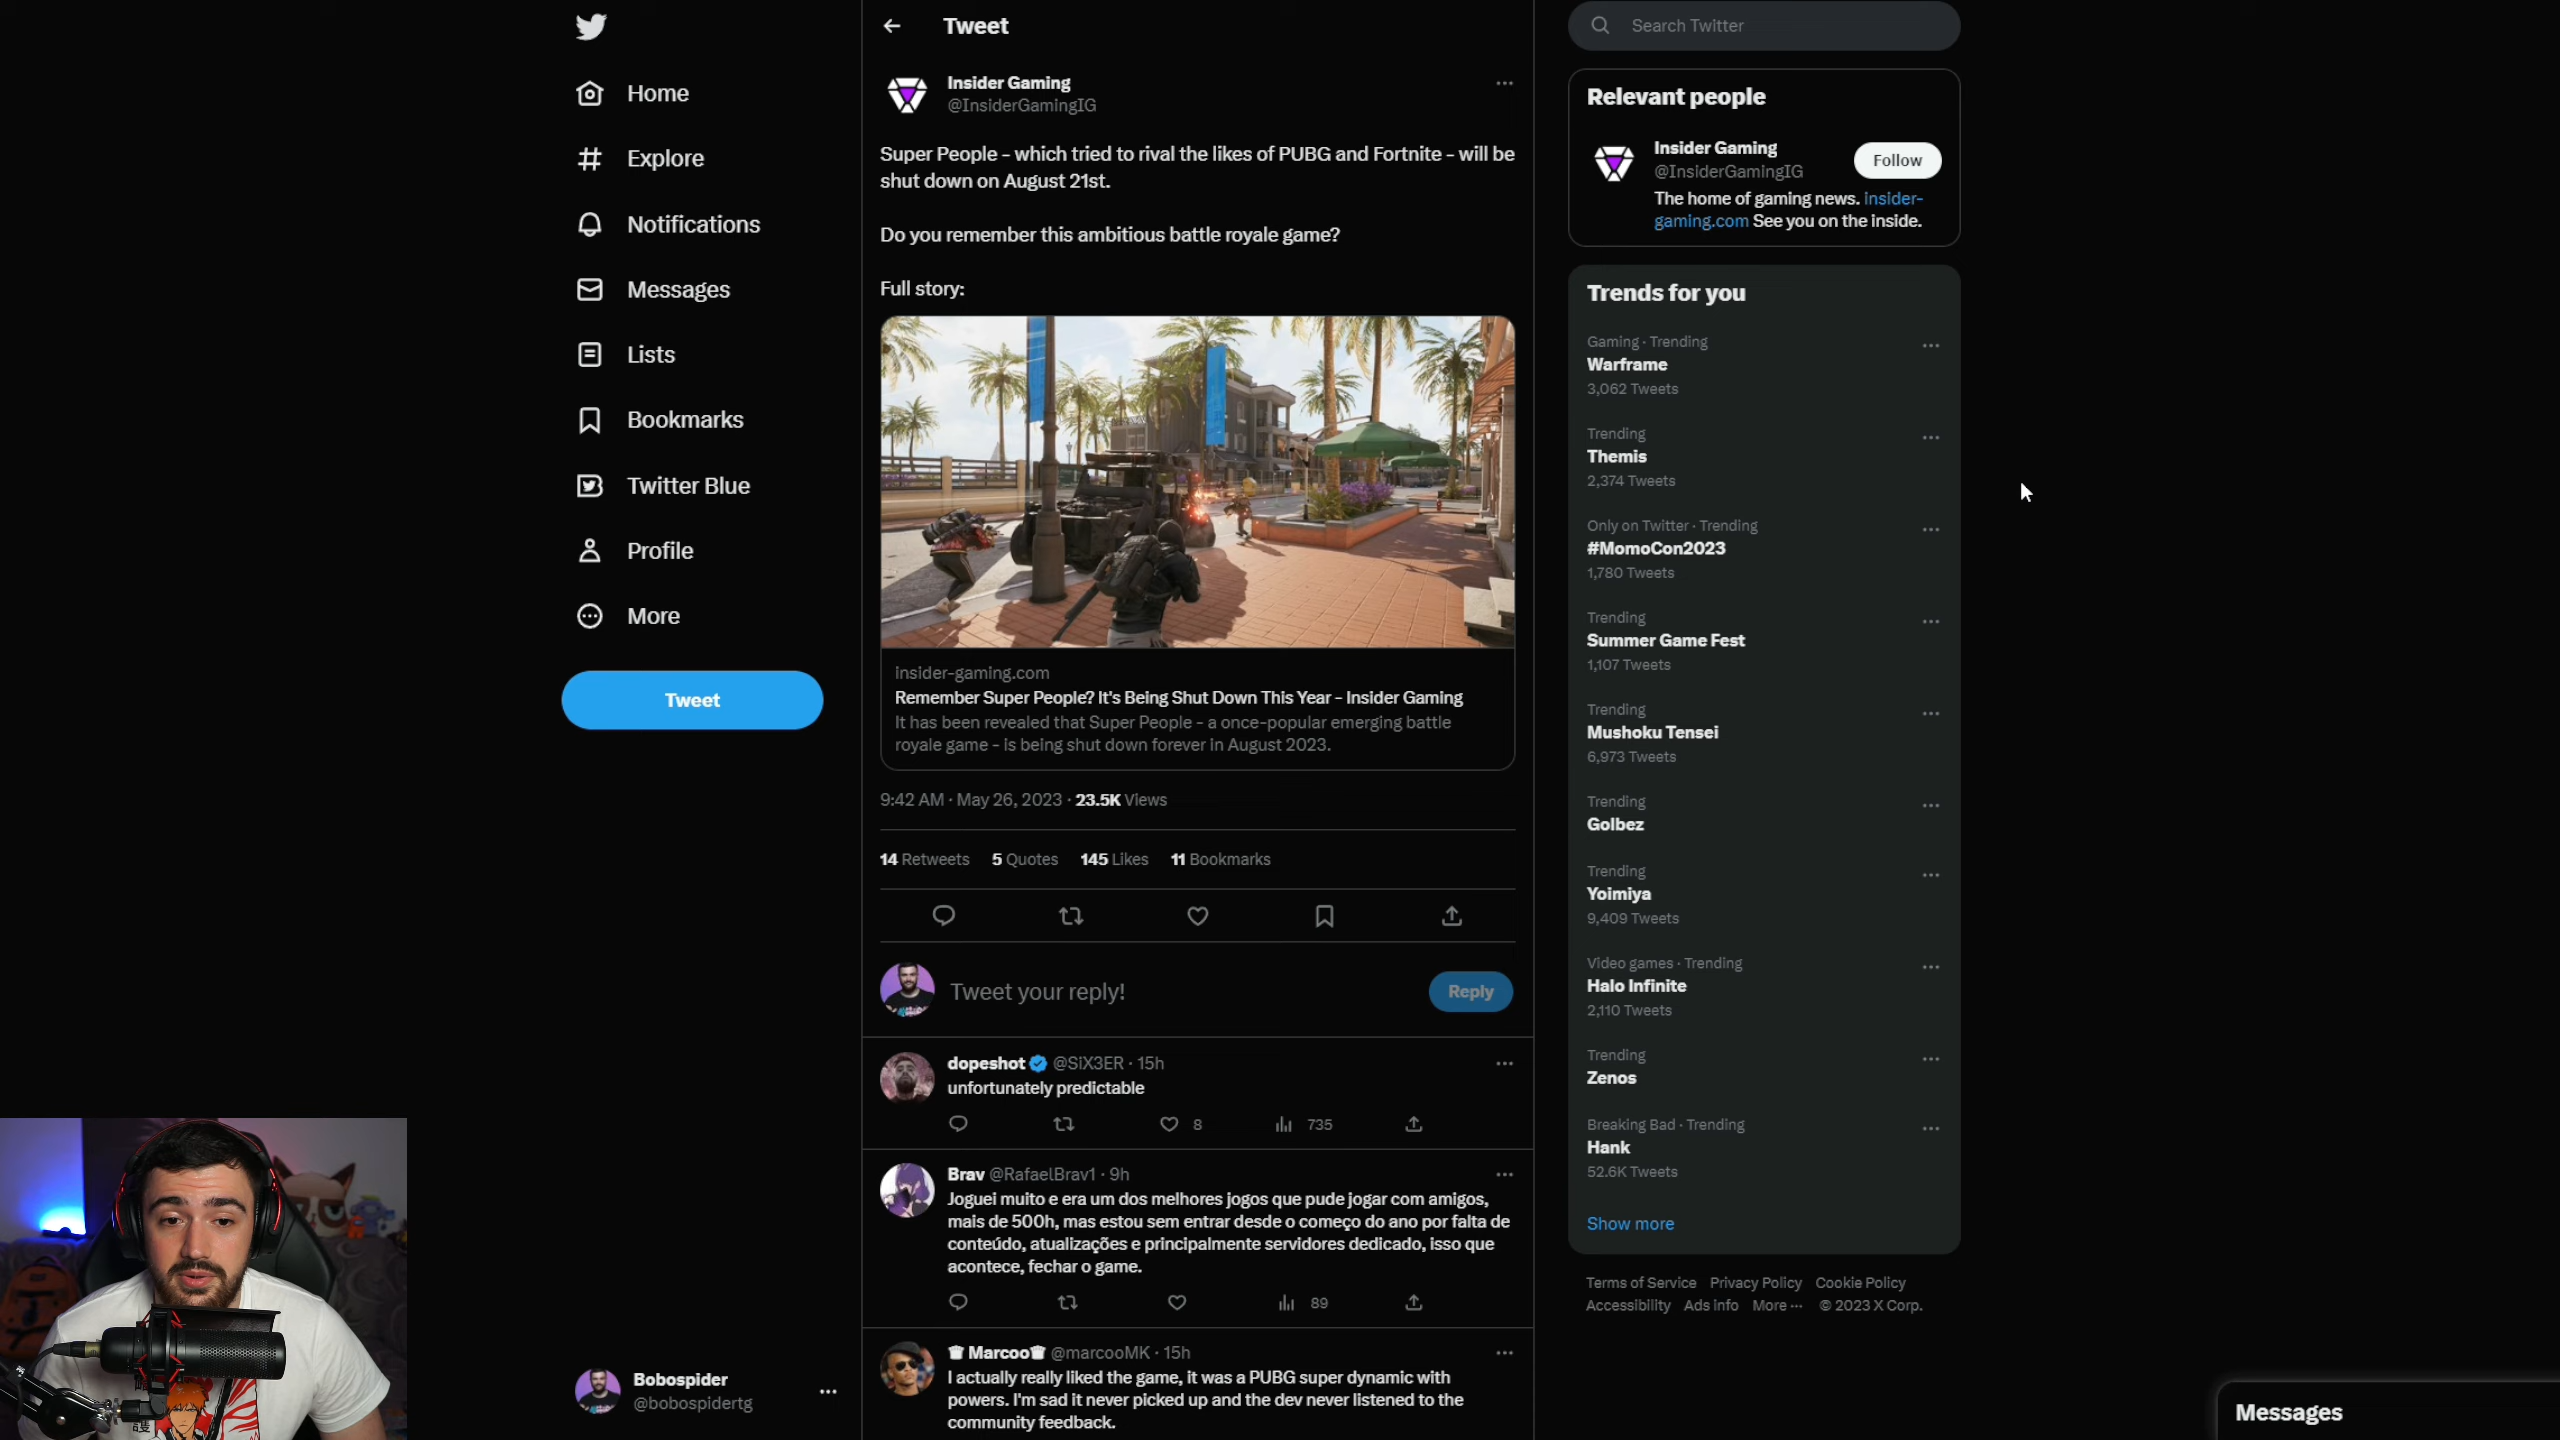 Home
Explore
Notifications
Messages
Lists
Bookmarks
Twitter Blue
Profile
More
Tweet
Bobospider
@bobospidertg
Tweet
Insider Gaming
@InsiderGamingIG
Super People - which tried to rival the likes of PUBG and Fortnite - will be
shut down on August 21st.
Do you remember this ambitious battle royale game?
Full story:
insider-gaming.com
Remember Super People? It's Being Shut Down This Year - Insider Gaming
It has been revealed that Super People - a once-popular emerging battle
royale game - is being shut down forever in August 2023.
9:42 AM · May 26, 2023 · 23.5K Views
14 Retweets 5 Quotes 145 Likes 11 Bookmarks
Tweet your reply!
Reply
dopeshot @SiX3ER · 15h
unfortunately predictable
8 735
Brav @RafaelBrav1 · 9h
Joguei muito e era um dos melhores jogos que pude jogar com amigos,
mais de 500h, mas estou sem entrar desde o começo do ano por falta de
conteúdo, atualizações e principalmente servidores dedicado, isso que
acontece, fechar o game.
89
Marcoo @marcooMK · 15h
I actually really liked the game, it was a PUBG super dynamic with
powers. I'm sad it never picked up and the dev never listened to the
community feedback.
Search Twitter
Relevant people
Insider Gaming
@InsiderGamingIG
Follow
The home of gaming news. insider-
gaming.com See you on the inside.
Trends for you
Gaming · Trending
Warframe
3,062 Tweets
Trending
Themis
2,374 Tweets
Only on Twitter · Trending
#MomoCon2023
1,780 Tweets
Trending
Summer Game Fest
1,107 Tweets
Trending
Mushoku Tensei
6,973 Tweets
Trending
Golbez
Trending
Yoimiya
9,409 Tweets
Video games · Trending
Halo Infinite
2,110 Tweets
Trending
Zenos
Breaking Bad · Trending
Hank
52.6K Tweets
Show more
Terms of Service Privacy Policy Cookie Policy
Accessibility Ads info More ··· © 2023 X Corp.
Messages